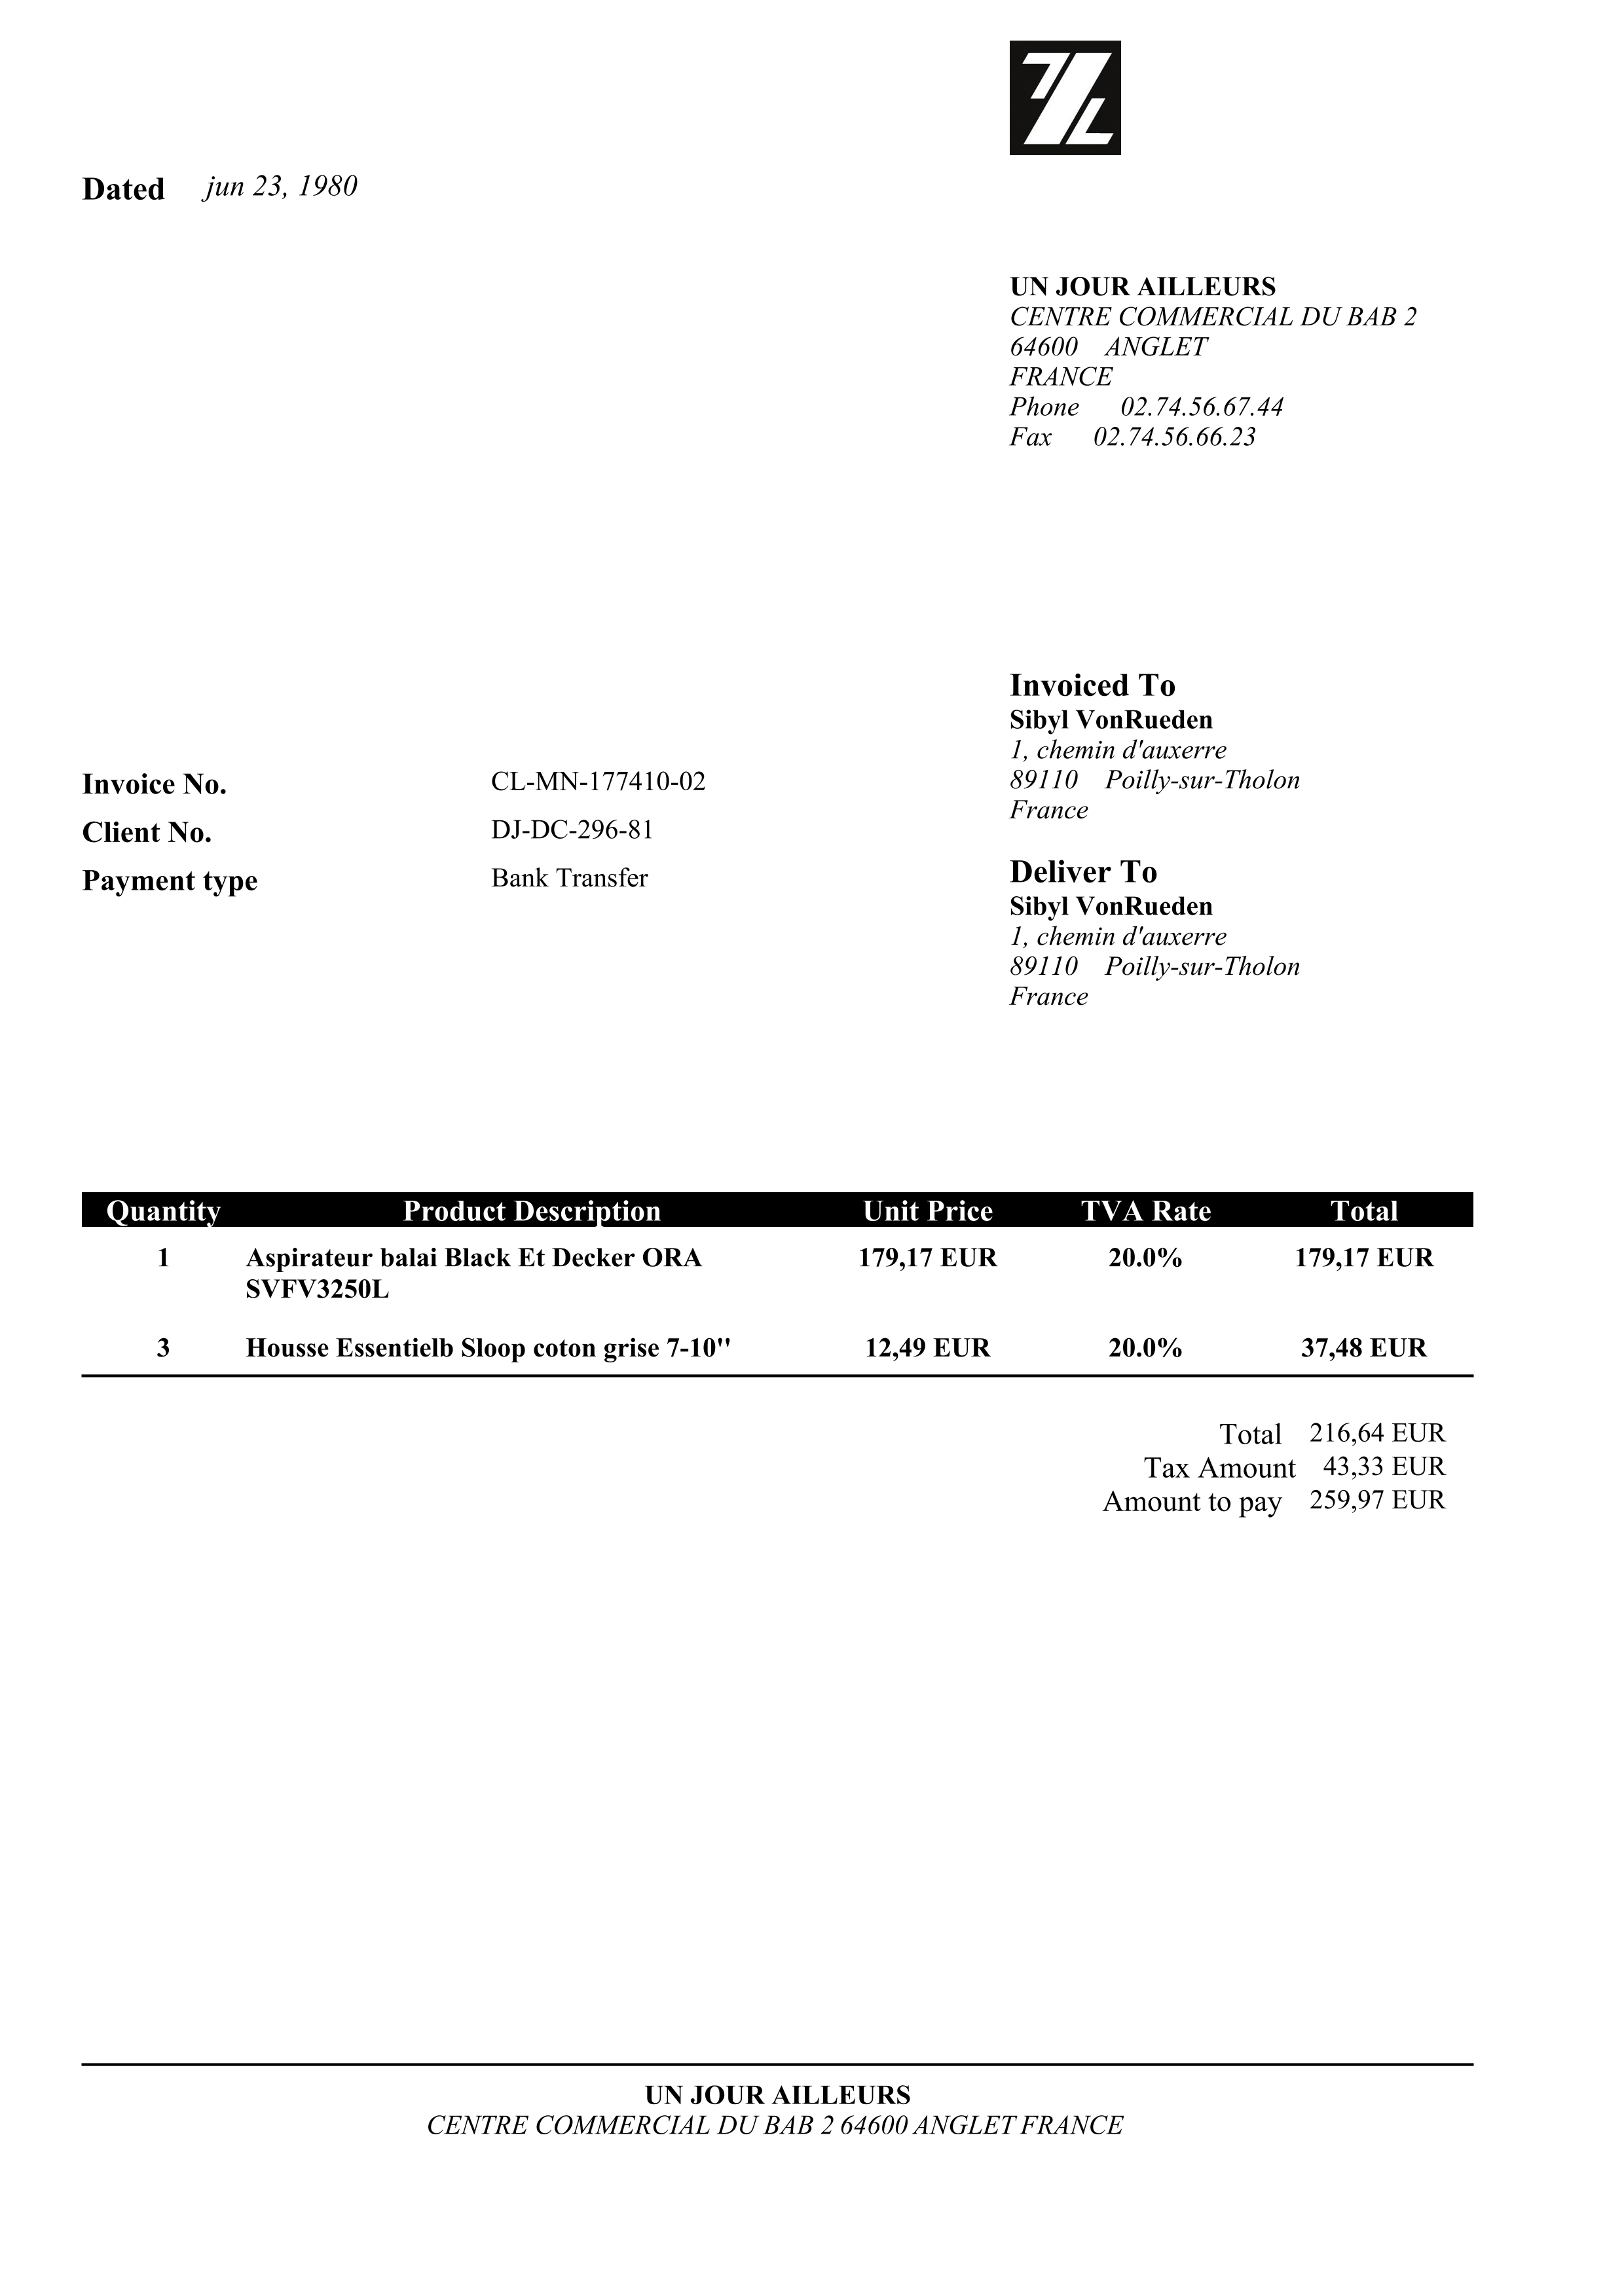 Dated jun 23, 1980
UN JOUR AILLEURS
CENTRE COMMERCIAL DU BAB 2
64600 ANGLET
FRANCE
Phone 02.74.56.67.44
Fax 02.74.56.66.23
Invoiced To
Sibyl VonRueden
1, chemin d'auxerre
89110 Poilly-sur-Tholon
France
Invoice No. CL-MN-177410-02
Client No. DJ-DC-296-81
Payment type Bank Transfer
Deliver To
Sibyl VonRueden
1, chemin d'auxerre
89110 Poilly-sur-Tholon
France
Quantity Product Description Unit Price TVA Rate Total
1 Aspirateur balai Black Et Decker ORA 179,17 EUR 20.0% 179,17 EUR
SVFV3250L
3 Housse Essentielb Sloop coton grise 7-10'' 12,49 EUR 20.0% 37,48 EUR
Total 216,64 EUR
Tax Amount 43,33 EUR
Amount to pay 259,97 EUR
UN JOUR AILLEURS
CENTRE COMMERCIAL DU BAB 2 64600 ANGLET FRANCE